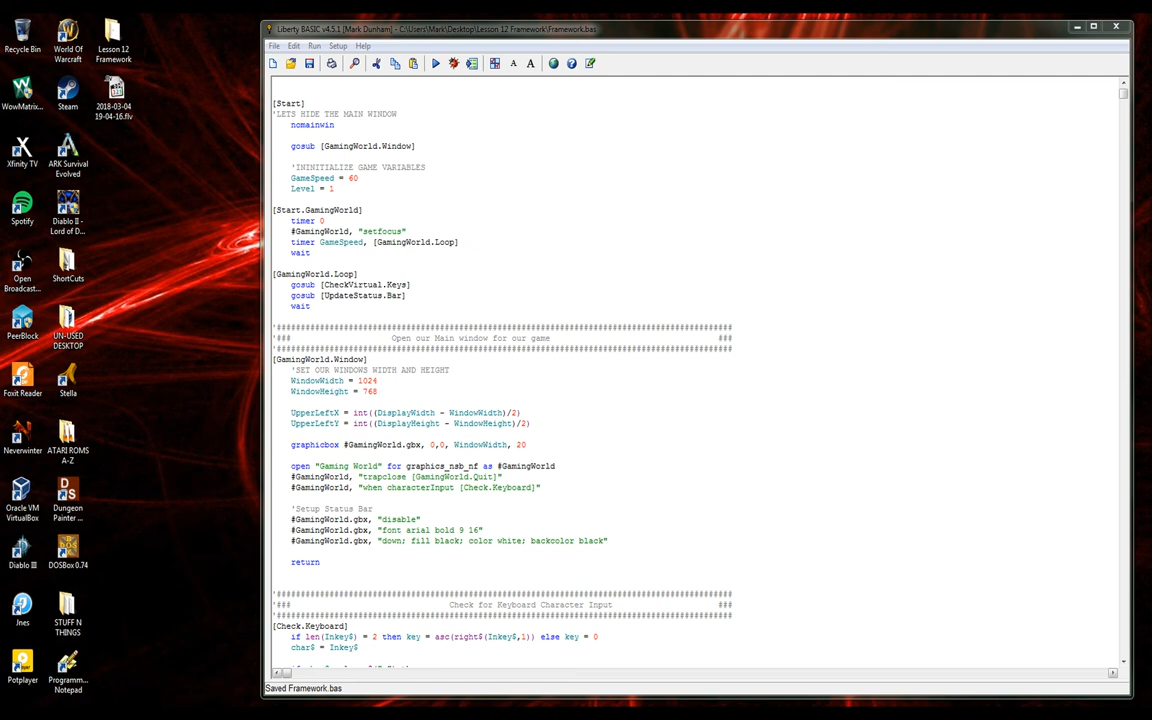 Liberty BASIC v4.5.1 [Mark Dunham] - C:\Users\Mark\Desktop\Lesson 12 Framework\Framework.bas
File Edit Run Setup Help
[Start]
'LETS HIDE THE MAIN WINDOW
nomainwin
gosub [GamingWorld.Window]
'ININITIALIZE GAME VARIABLES
GameSpeed = 60
Level = 1
[Start.GamingWorld]
timer 0
#GamingWorld, "setfocus"
timer GameSpeed, [GamingWorld.Loop]
wait
[GamingWorld.Loop]
gosub [CheckVirtual.Keys]
gosub [UpdateStatus.Bar]
wait
'### Open our Main window for our game ###
[GamingWorld.Window]
'SET OUR WINDOWS WIDTH AND HEIGHT
WindowWidth = 1024
WindowHeight = 768
UpperLeftX = int((DisplayWidth - WindowWidth)/2)
UpperLeftY = int((DisplayHeight - WindowHeight)/2)
graphicbox #GamingWorld.gbx, 0,0, WindowWidth, 20
open "Gaming World" for graphics_nsb_nf as #GamingWorld
#GamingWorld, "trapclose [GamingWorld.Quit]"
#GamingWorld, "when characterInput [Check.Keyboard]"
'Setup Status Bar
#GamingWorld.gbx, "disable"
#GamingWorld.gbx, "font arial bold 9 16"
#GamingWorld.gbx, "down; fill black; color white; backcolor black"
return
'### Check for Keyboard Character Input ###
[Check.Keyboard]
if len(Inkey$) = 2 then key = asc(right$(Inkey$,1)) else key = 0
char$ = Inkey$
Saved Framework.bas
Recycle Bin
World Of
Warcraft
Lesson 12
Framework
WowMatrix...
Steam
2018-03-04
19-04-16.flv
Xfinity TV
ARK Survival
Evolved
Spotify
Diablo II -
Lord of D...
Open
Broadcast...
ShortCuts
PeerBlock
UN-USED
DESKTOP
Foxit Reader
Stella
Neverwinter
ATARI ROMS
A-Z
Oracle VM
VirtualBox
Dungeon
Painter ...
Diablo III
DOSBox 0.74
Jnes
STUFF N
THINGS
Potplayer
Programm...
Notepad